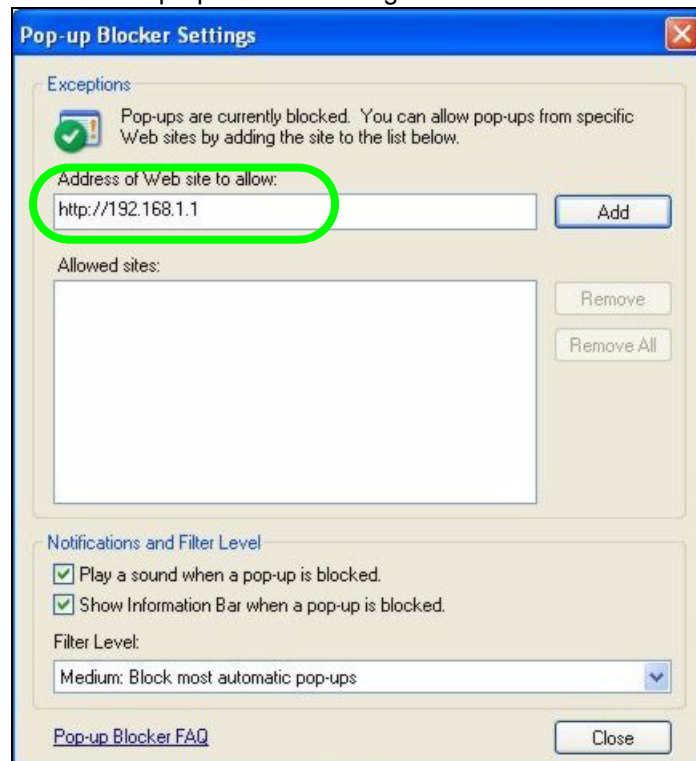 Pop-up Blocker Settings
Exceptions
Pop-ups are currently blocked. You can allow pop-ups from specific
Web sites by adding the site to the list below.
Address of Web site to allow:
http://192.168.1.1
Add
Allowed sites:
Remove
Remove All
Notifications and Filter Level
Play a sound when a pop-up is blocked.
Show Information Bar when a pop-up is blocked.
Filter Level:
Medium: Block most automatic pop-ups
Pop-up Blocker FAQ
Close